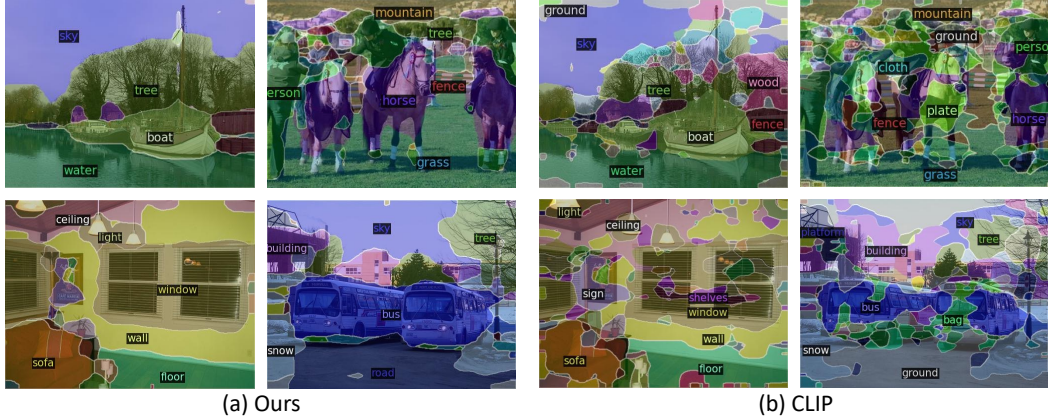 sky
tree
boat
water
mountain
tree
erson
horse
fence
grass
ground
sky
tree
wood
boat
fence
water
mountain
ground
person
cloth
plate
fence
horse
grass
ceiling
light
window
wall
sofa
floor
sky
building
tree
bus
snow
road
light
ceiling
sign
shelves
window
wall
sofa
floor
sky
platform
tree
building
bus
bag
snow
ground
(a) Ours
(b) CLIP